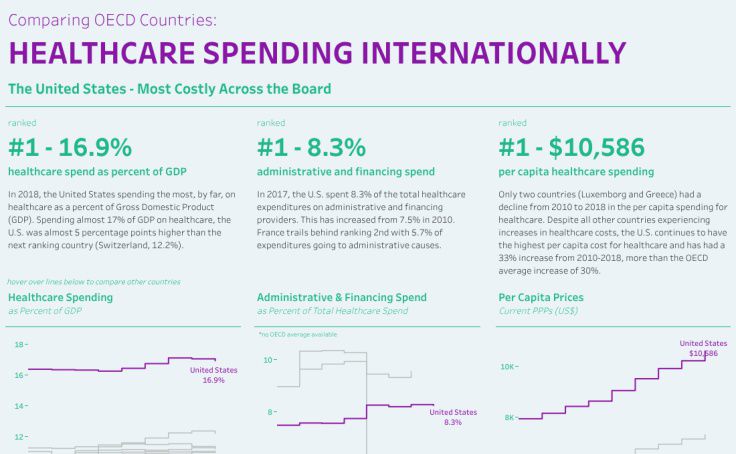 Comparing OECD Countries:
HEALTHCARE SPENDING INTERNATIONALLY
The United States - Most Costly Across the Board
ranked
#1 - 16.9%
healthcare spend as percent of GDP
In 2018, the United States spending the most, by far, on
healthcare as a percent of Gross Domestic Product
(GDP). Spending almost 17% of GDP on healthcare, the
U.S. was almost 5 percentage points higher than the
next ranking country (Switzerland, 12.2%).
ranked
#1 - 8.3%
administrative and financing spend
In 2017, the U.S. spent 8.3% of the total healthcare
expenditures on administrative and financing
providers. This has increased from 7.5% in 2010.
France trails behind ranking 2nd with 5.7% of
expenditures going to administrative causes.
ranked
#1 - $10,586
per capita healthcare spending
Only two countries (Luxemborg and Greece) had a
decline from 2010 to 2018 in the per capita spending for
healthcare. Despite all other countries experiencing
increases in healthcare costs, the U.S. continues to have
the highest per capita cost for healthcare and has had a
33% increase from 2010-2018, more than the OECD
average increase of 30%.
hover over lines below to compare other countries
Healthcare Spending
as Percent of GDP
18
16
14
12
United States
16.9%
Administrative & Financing Spend
as Percent of Total Healthcare Spend
*no OECD average available
10
8
United States
8.3%
Per Capita Prices
Current PPPs (US$)
10K
8K
United States
$10,586